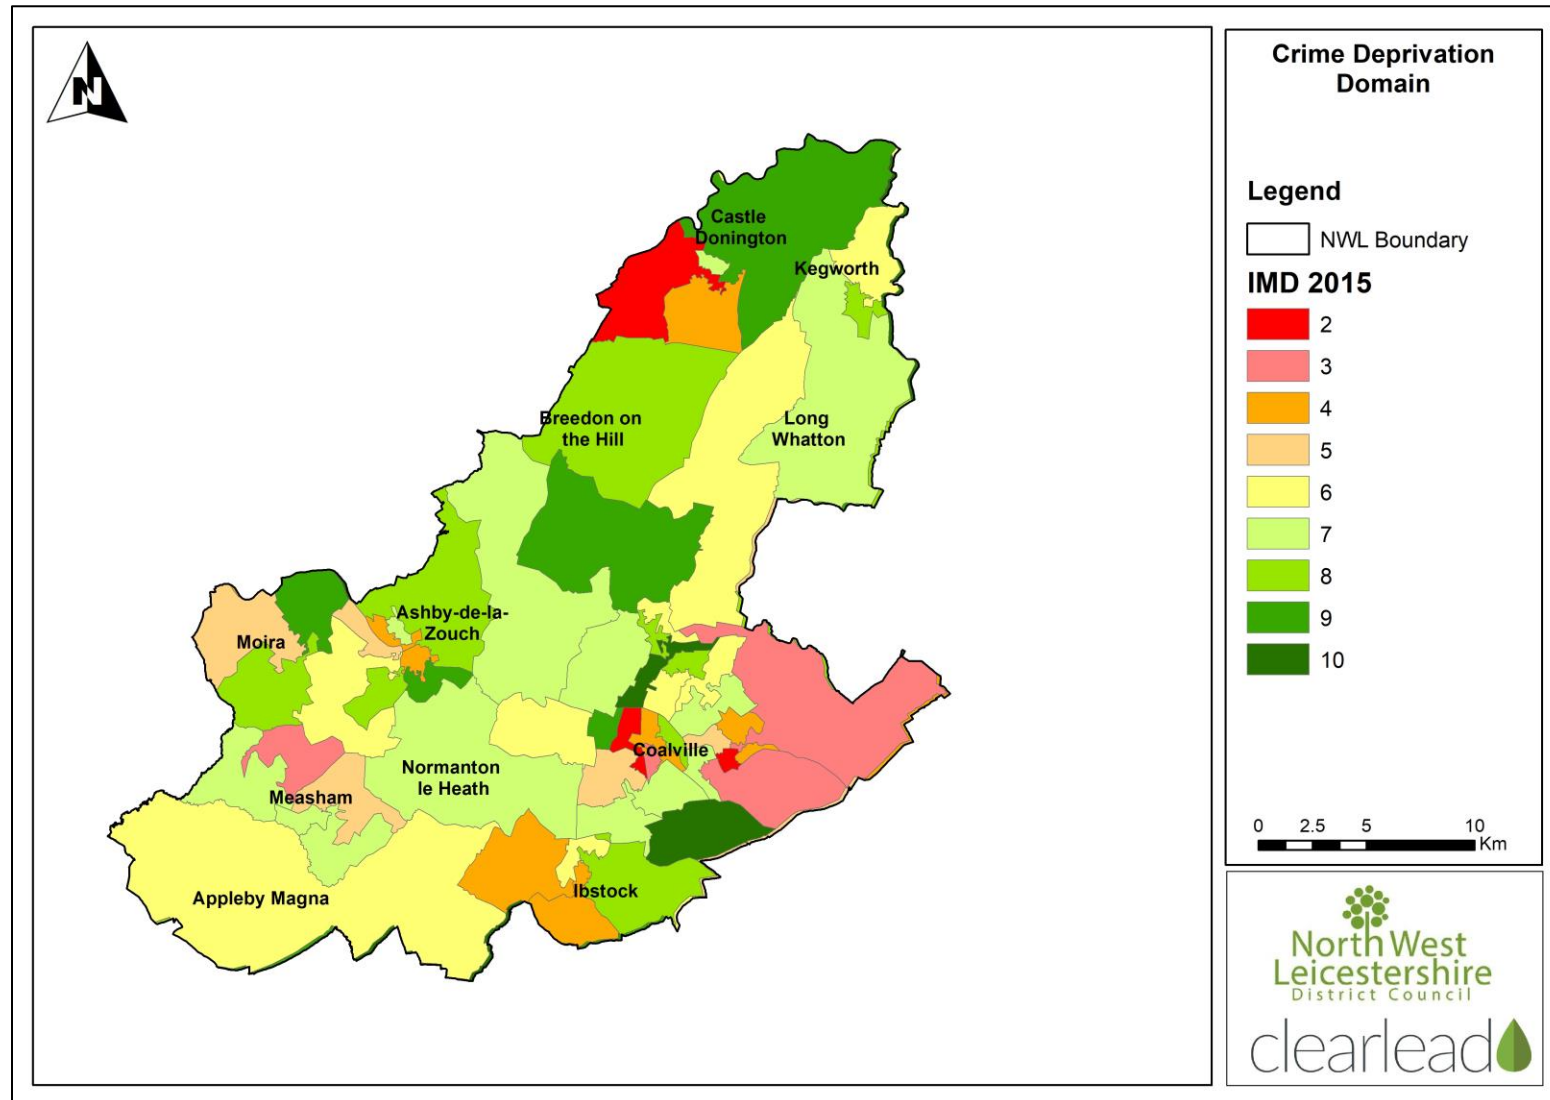 N
Castle
Donington
Kegworth
Breedon on
the Hill
Long
Whatton
Ashby-de-la-
Zouch
Moira
Coalville
Normanton
le Heath
Measham
Appleby Magna
Ibstock
Crime Deprivation
Domain
Legend
NWL Boundary
IMD 2015
2
3
4
5
6
7
8
9
10
0 2.5 5 10
Km
North West
Leicestershire
District Council
clearlead